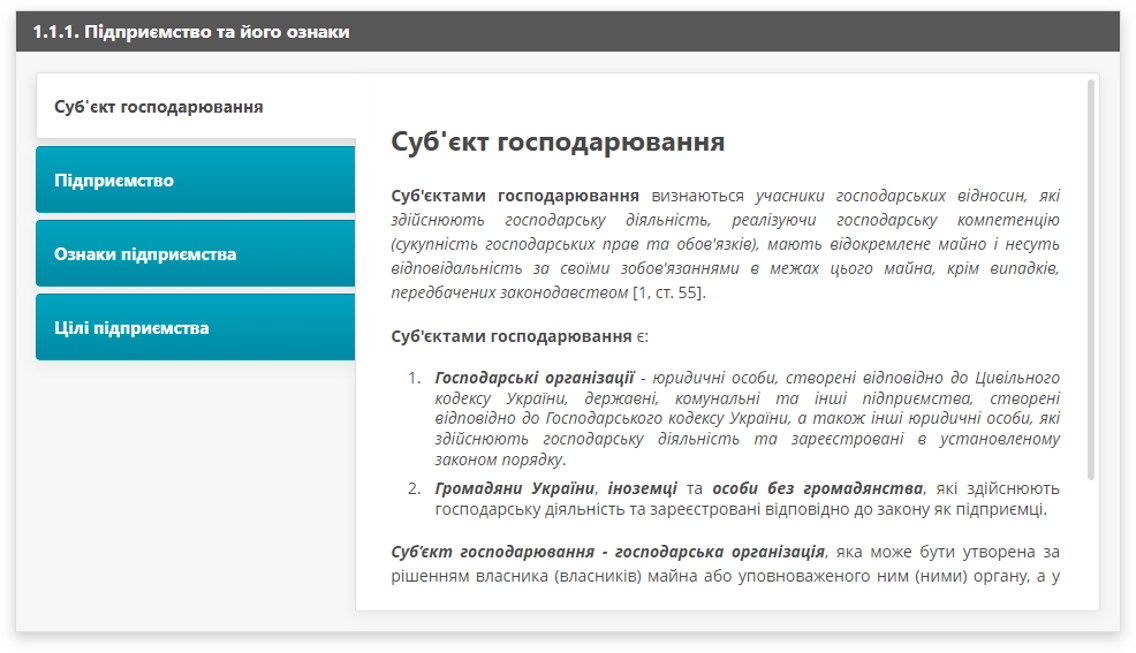 1.1.1. Підприємство та його ознаки
Суб'єкт господарювання
Підприємство
Ознаки підприємства
Цілі підприємства
Суб'єкт господарювання
Суб'єктами господарювання визнаються учасники господарських відносин, які
здійснюють господарську діяльність, реалізуючи господарську компетенцію
(сукупність господарських прав та обов'язків), мають відокремлене майно і несуть
відповідальність за своїми зобов'язаннями в межах цього майна, крім випадків,
передбачених законодавством [1, ст. 55].
Суб'єктами господарювання є:
1. Господарські організації - юридичні особи, створені відповідно до Цивільного
кодексу України, державні, комунальні та інші підприємства, створені
відповідно до Господарського кодексу України, а також інші юридичні особи, які
здійснюють господарську діяльність та зареєстровані в установленому
законом порядку.
2. Громадяни України, іноземці та особи без громадянства, які здійснюють
господарську діяльність та зареєстровані відповідно до закону як підприємці.
Суб’єкт господарювання - господарська організація, яка може бути утворена за
рішенням власника (власників) майна або уповноваженого ним (ними) органу, а у